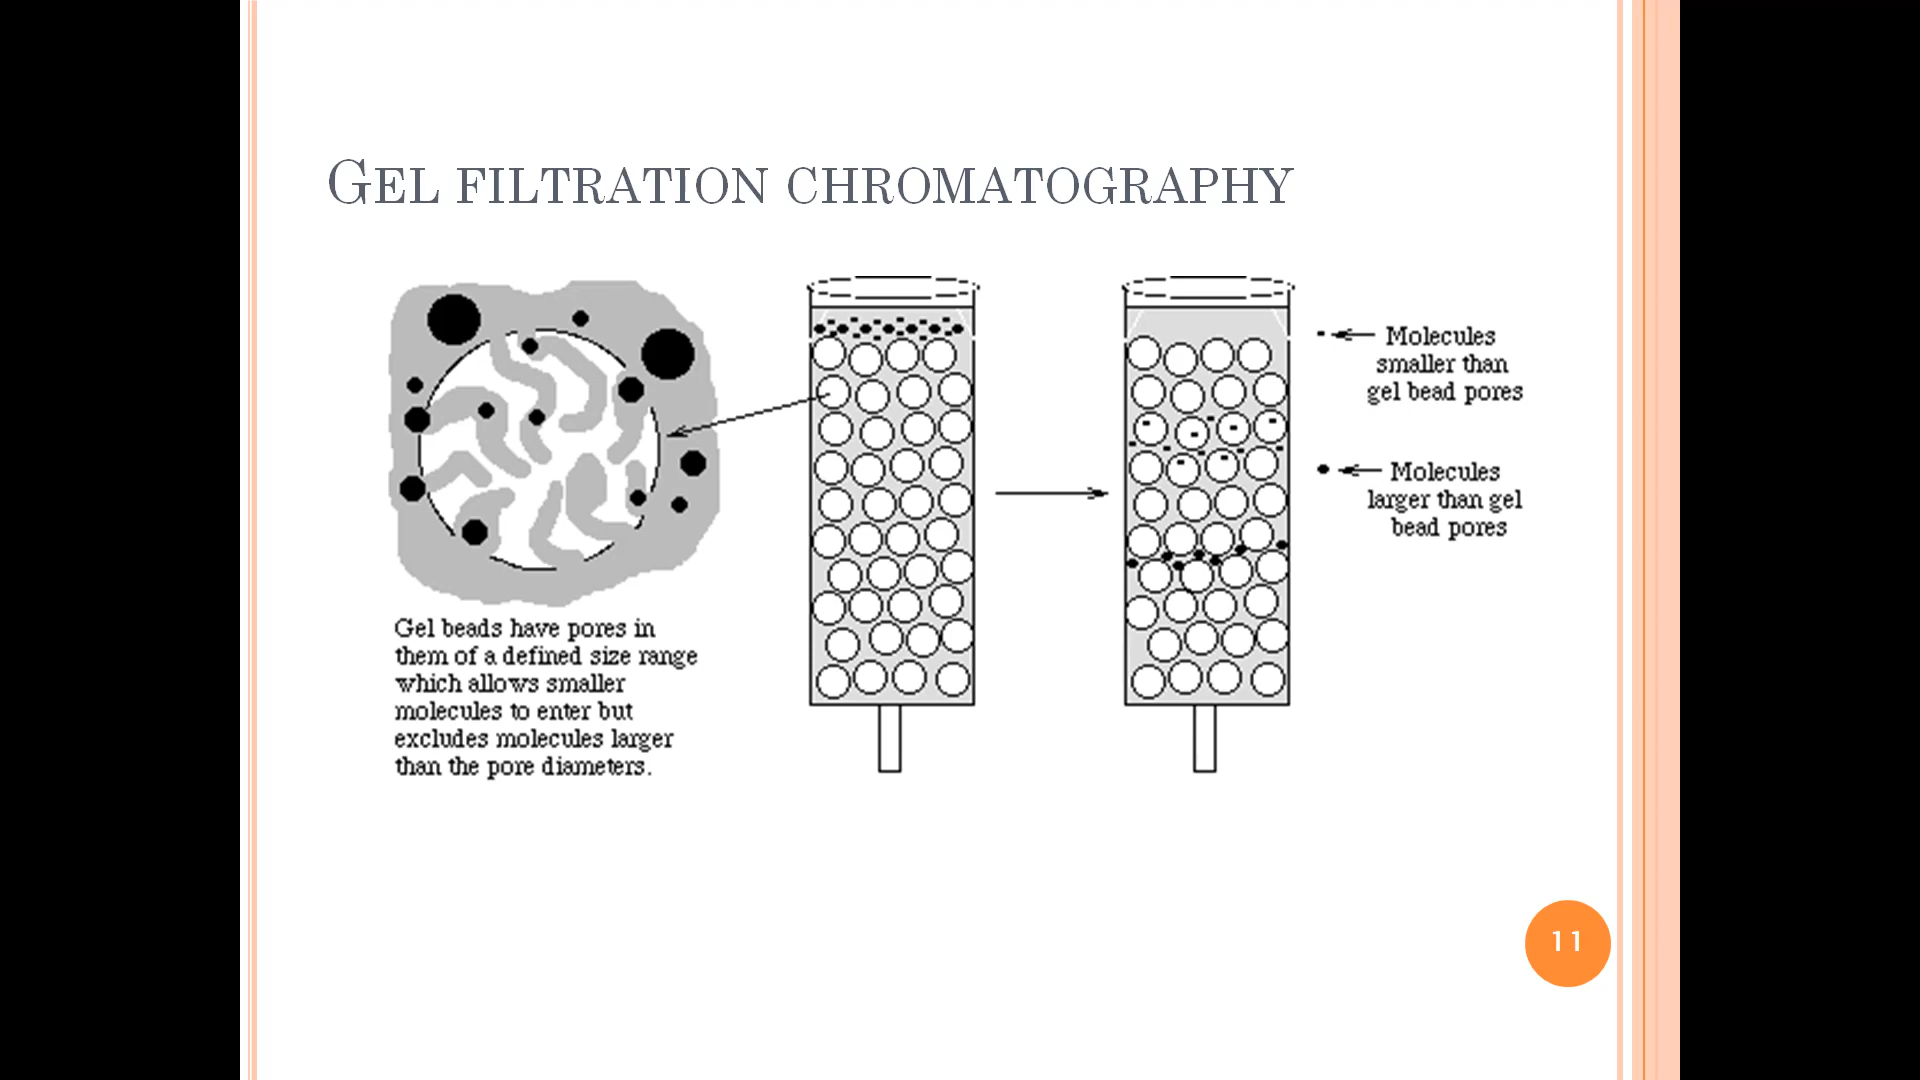 Gel filtration chromatography
Molecules
smaller than
gel bead pores
Molecules
larger than gel
bead pores
Gel beads have pores in
them of a defined size range
which allows smaller
molecules to enter but
excludes molecules larger
than the pore diameters.
11